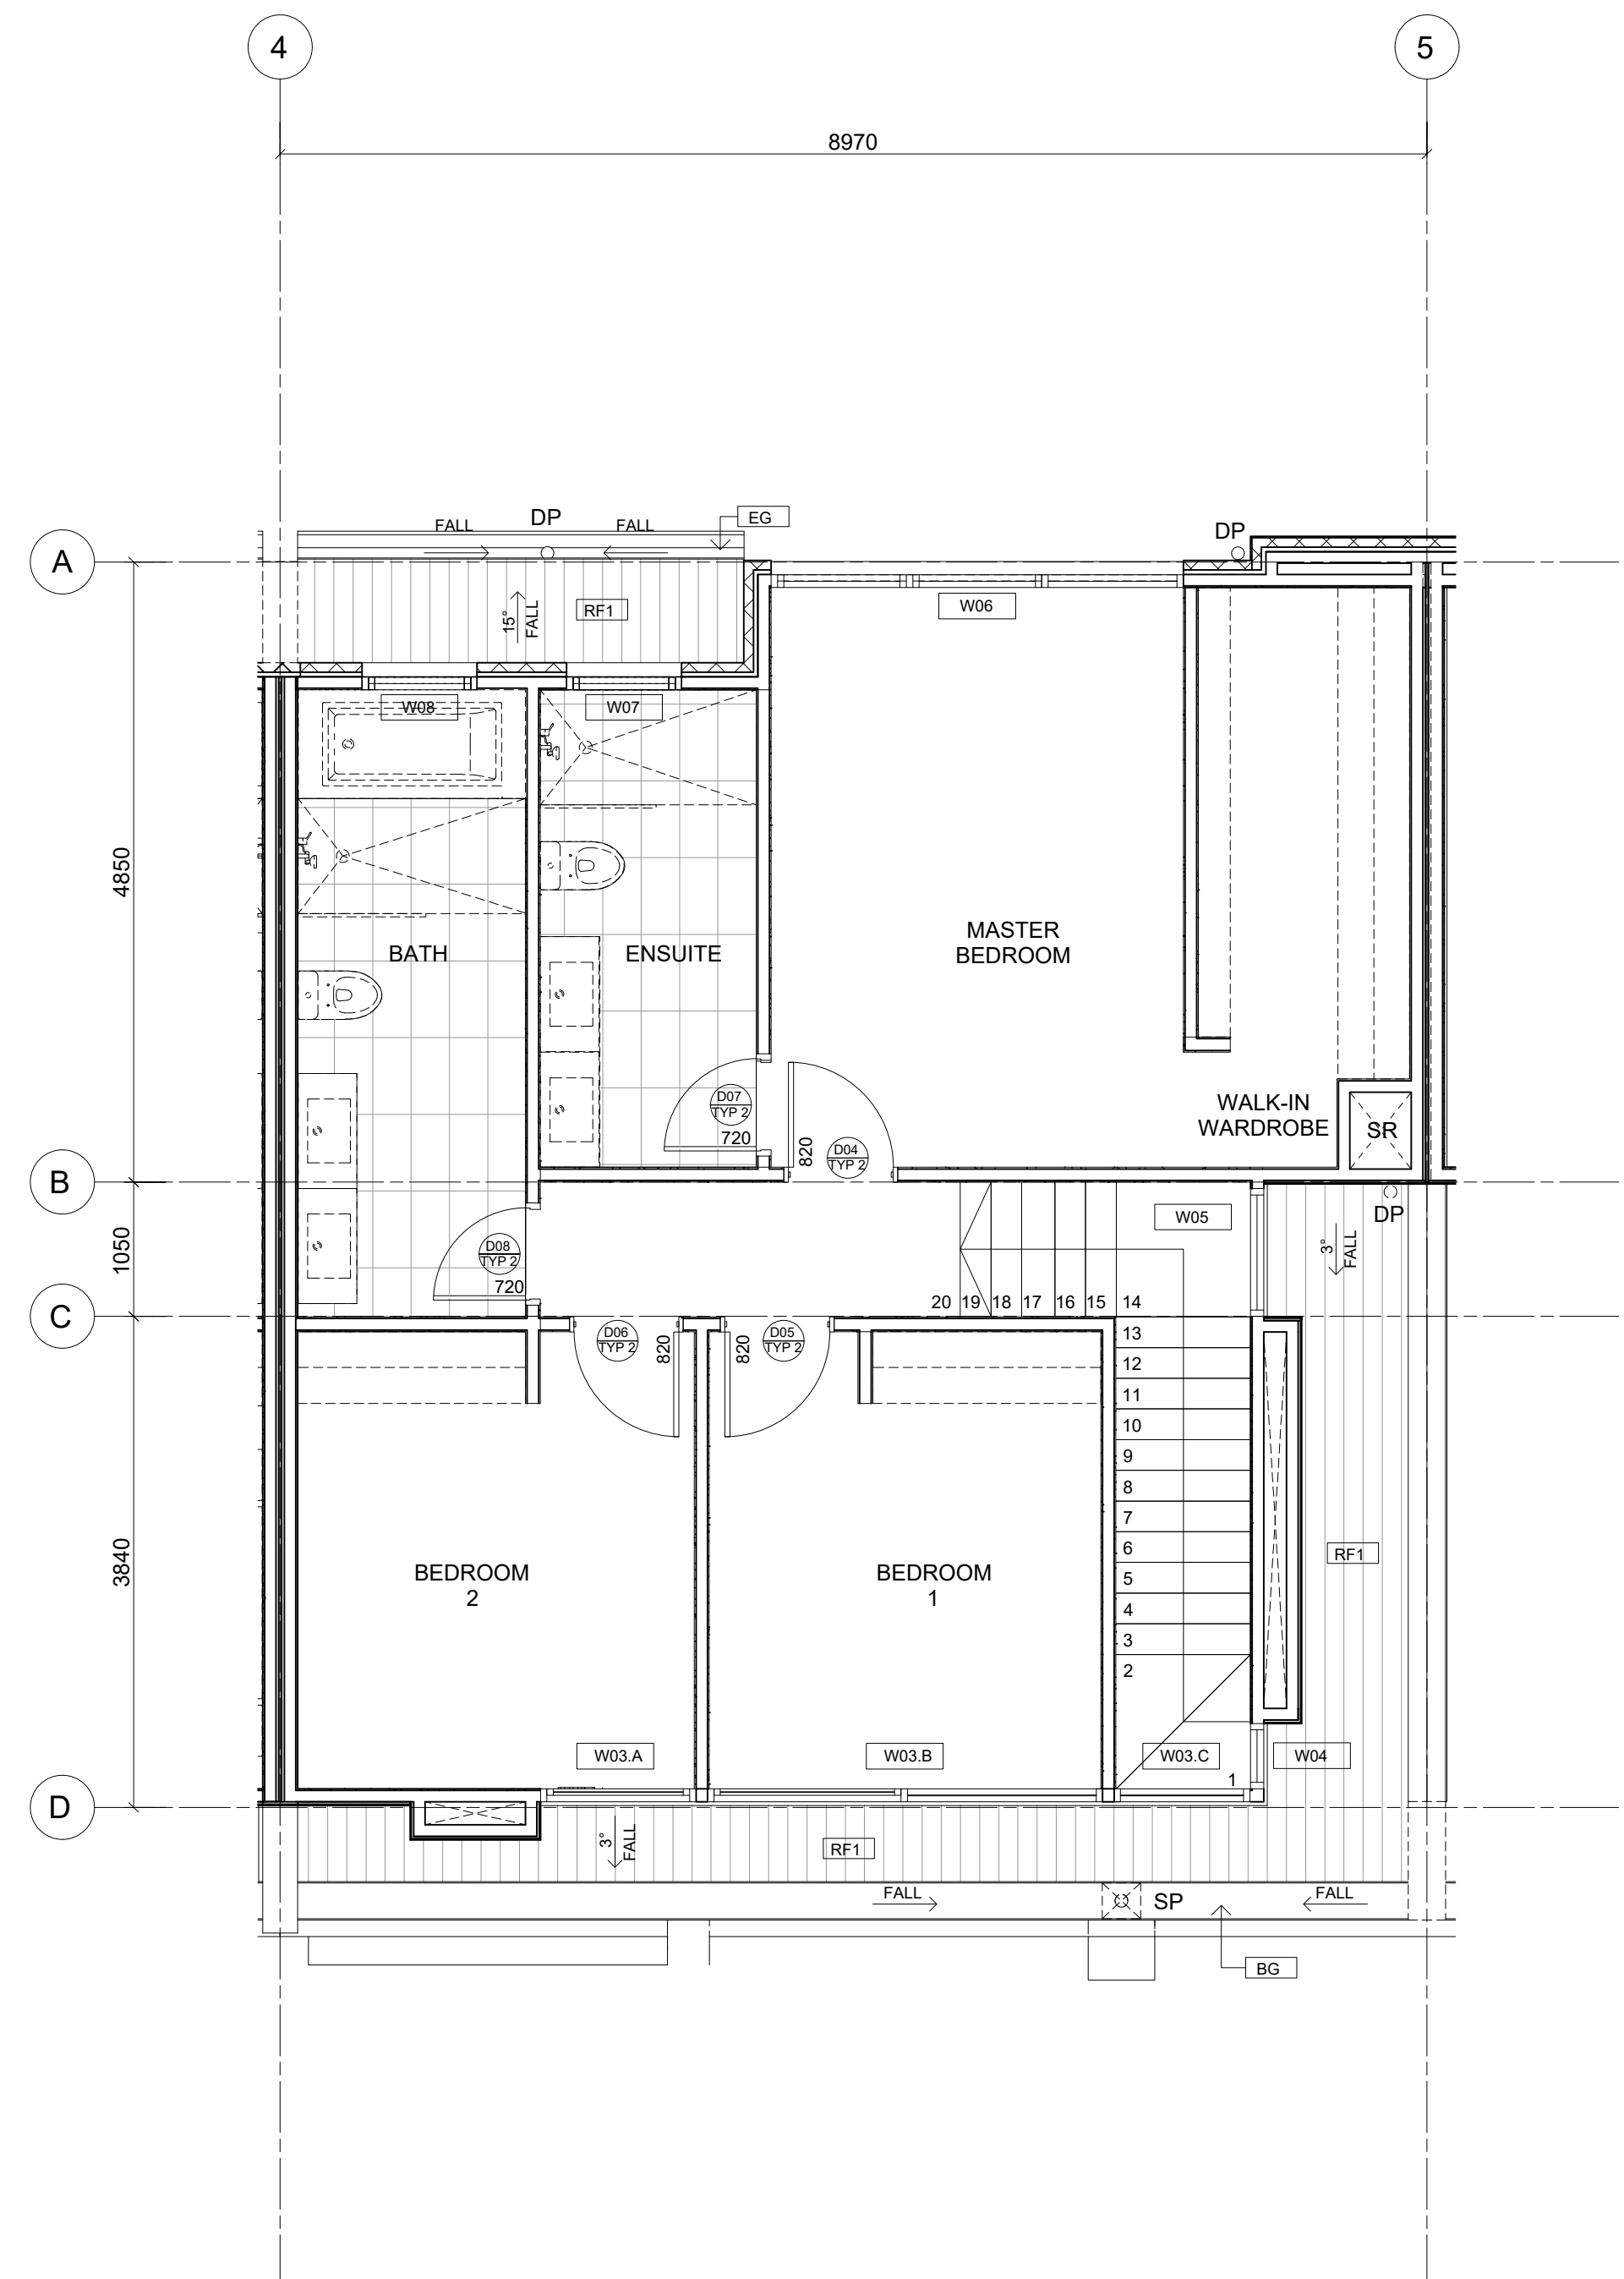 4
5
8970
A
FALL
DP
FALL
EG
DP
15°
FALL
RF1
W06
W08
W07
4850
BATH
ENSUITE
MASTER
BEDROOM
D07
TYP 2
720
820
D04
TYP 2
WALK-IN
WARDROBE
SR
B
DP
W05
3°
FALL
1050
D08
TYP 2
720
20
19
18
17
16
15
14
C
D06
TYP 2
820
820
D05
TYP 2
13
12
11
10
9
8
7
6
5
4
3
2
RF1
3840
BEDROOM
2
BEDROOM
1
W03.A
W03.B
W03.C
W04
1
D
3°
FALL
RF1
FALL
SP
FALL
BG